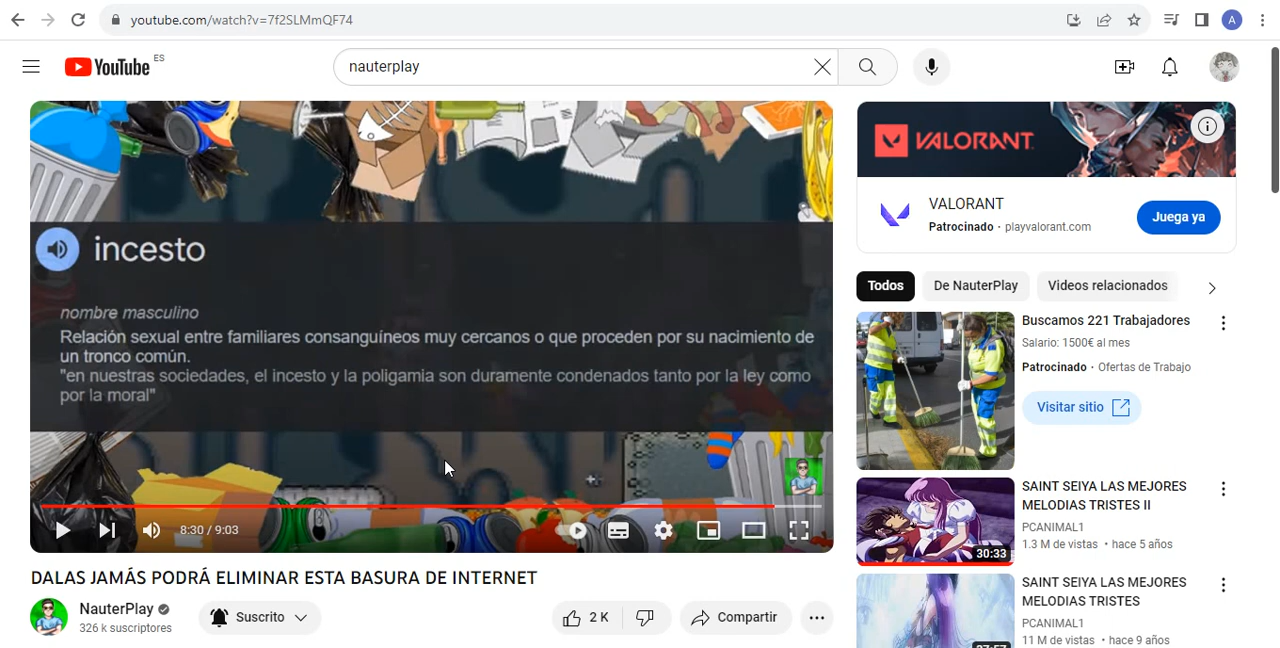 youtube.com/watch?v=7f2SLMmQF74
A
YouTube ES
nauterplay
incesto
nombre masculino
Relación sexual entre familiares consanguíneos muy cercanos o que proceden por su nacimiento de
un tronco común.
"en nuestras sociedades, el incesto y la poligamia son duramente condenados tanto por la ley como
por la moral"
8:30 / 9:03
DALAS JAMÁS PODRÁ ELIMINAR ESTA BASURA DE INTERNET
NauterPlay
326 k suscriptores
Suscrito
2 K
Compartir
VALORANT
VALORANT
Patrocinado · playvalorant.com
Juega ya
Todos
De NauterPlay
Videos relacionados
Buscamos 221 Trabajadores
Salario: 1500€ al mes
Patrocinado · Ofertas de Trabajo
Visitar sitio
30:33
SAINT SEIYA LAS MEJORES
MELODIAS TRISTES II
PCANIMAL1
1.3 M de vistas • hace 5 años
SAINT SEIYA LAS MEJORES
MELODIAS TRISTES
PCANIMAL1
11 M de vistas • hace 9 años